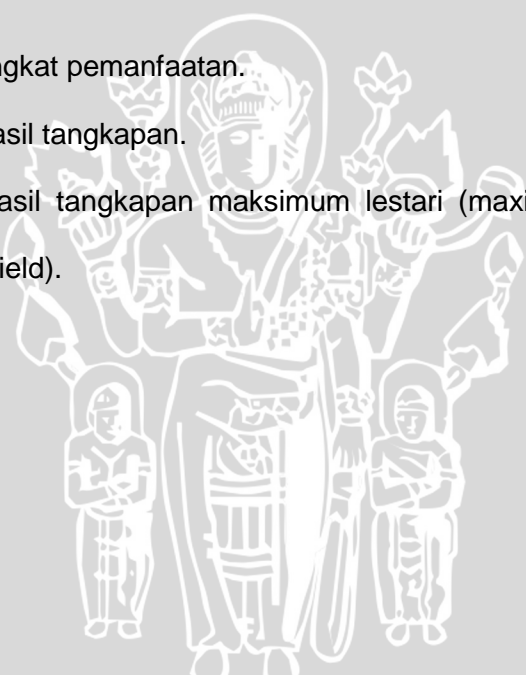 ngkat pemanfaatan.
asil tangkapan.
asil tangkapan maksimum lestari (maxi
ield).